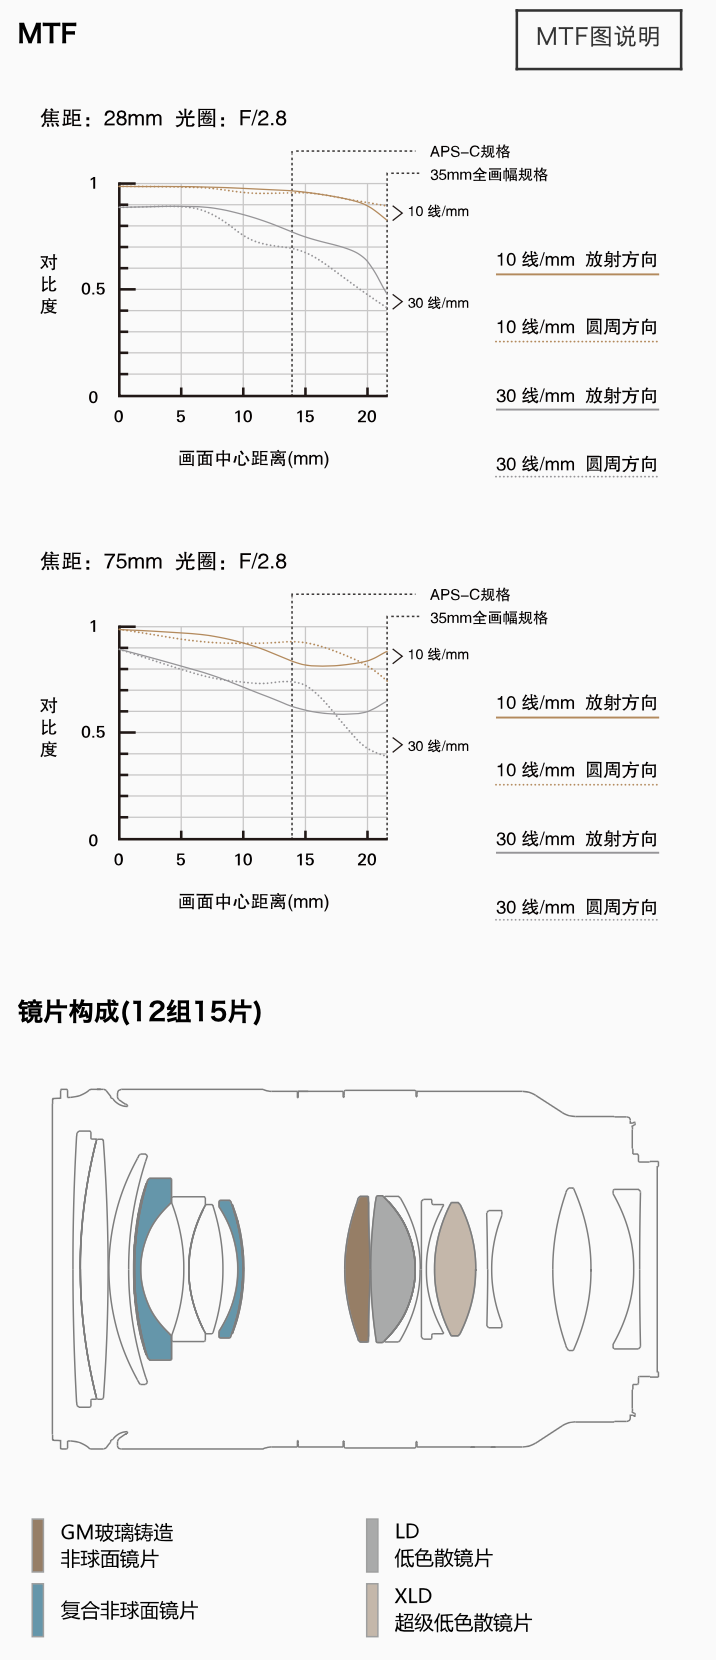 MTF
MTF图说明
焦距：28mm 光圈：F/2.8
APS-C规格
35mm全画幅规格
1
10 线/mm
对比度
0.5
30 线/mm
0
0 5 10 15 20
画面中心距离(mm)
10 线/mm 放射方向
10 线/mm 圆周方向
30 线/mm 放射方向
30 线/mm 圆周方向
焦距：75mm 光圈：F/2.8
APS-C规格
35mm全画幅规格
1
10 线/mm
对比度
0.5
30 线/mm
0
0 5 10 15 20
画面中心距离(mm)
10 线/mm 放射方向
10 线/mm 圆周方向
30 线/mm 放射方向
30 线/mm 圆周方向
镜片构成(12组15片)
GM玻璃铸造
非球面镜片
LD
低色散镜片
复合非球面镜片
XLD
超级低色散镜片